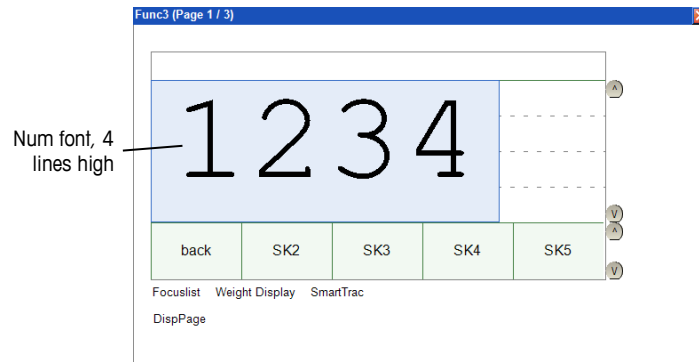 Func3 (Page 1 / 3)
1234
Num font, 4
lines high
back SK2 SK3 SK4 SK5
Focuslist Weight Display SmartTrac
DispPage